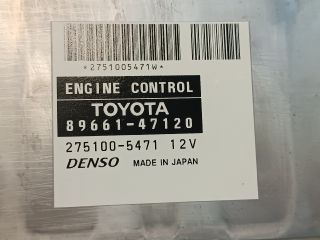 *2751005471W*
ENGINE CONTROL
TOYOTA
89661-47120
275100-5471 12V
DENSO MADE IN JAPAN